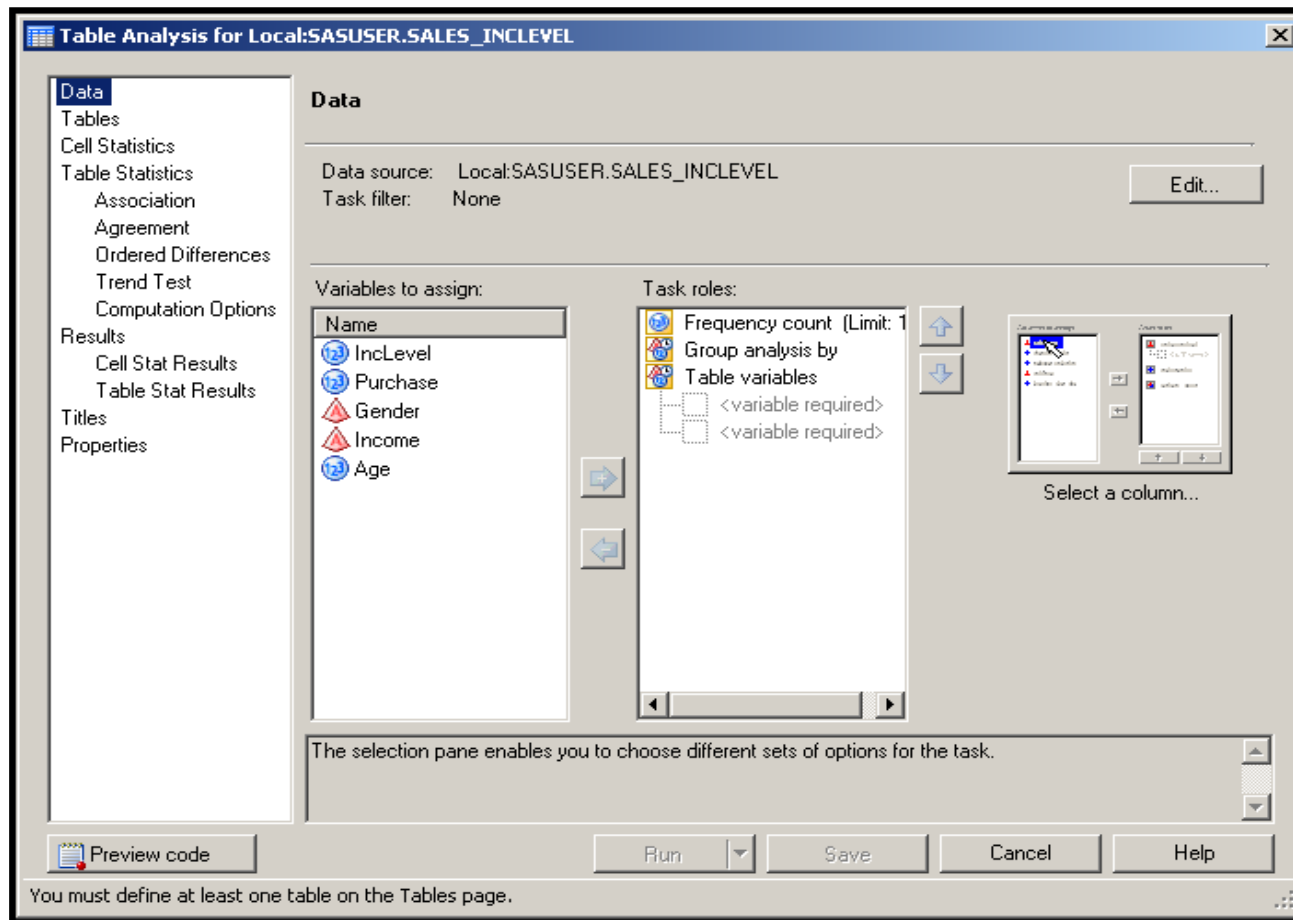 Table Analysis for Local:SASUSER.SALES_INCLEVEL
Data
Tables
Cell Statistics
Table Statistics
Association
Agreement
Ordered Differences
Trend Test
Computation Options
Results
Cell Stat Results
Table Stat Results
Titles
Properties
Data
Data source: Local:SASUSER.SALES_INCLEVEL
Task filter: None
Edit...
Variables to assign:
Name
123 IncLevel
123 Purchase
Gender
Income
123 Age
Task roles:
123 Frequency count (Limit: 1
Group analysis by
Table variables
<variable required>
<variable required>
Select a column...
The selection pane enables you to choose different sets of options for the task.
Preview code
Run
Save
Cancel
Help
You must define at least one table on the Tables page.